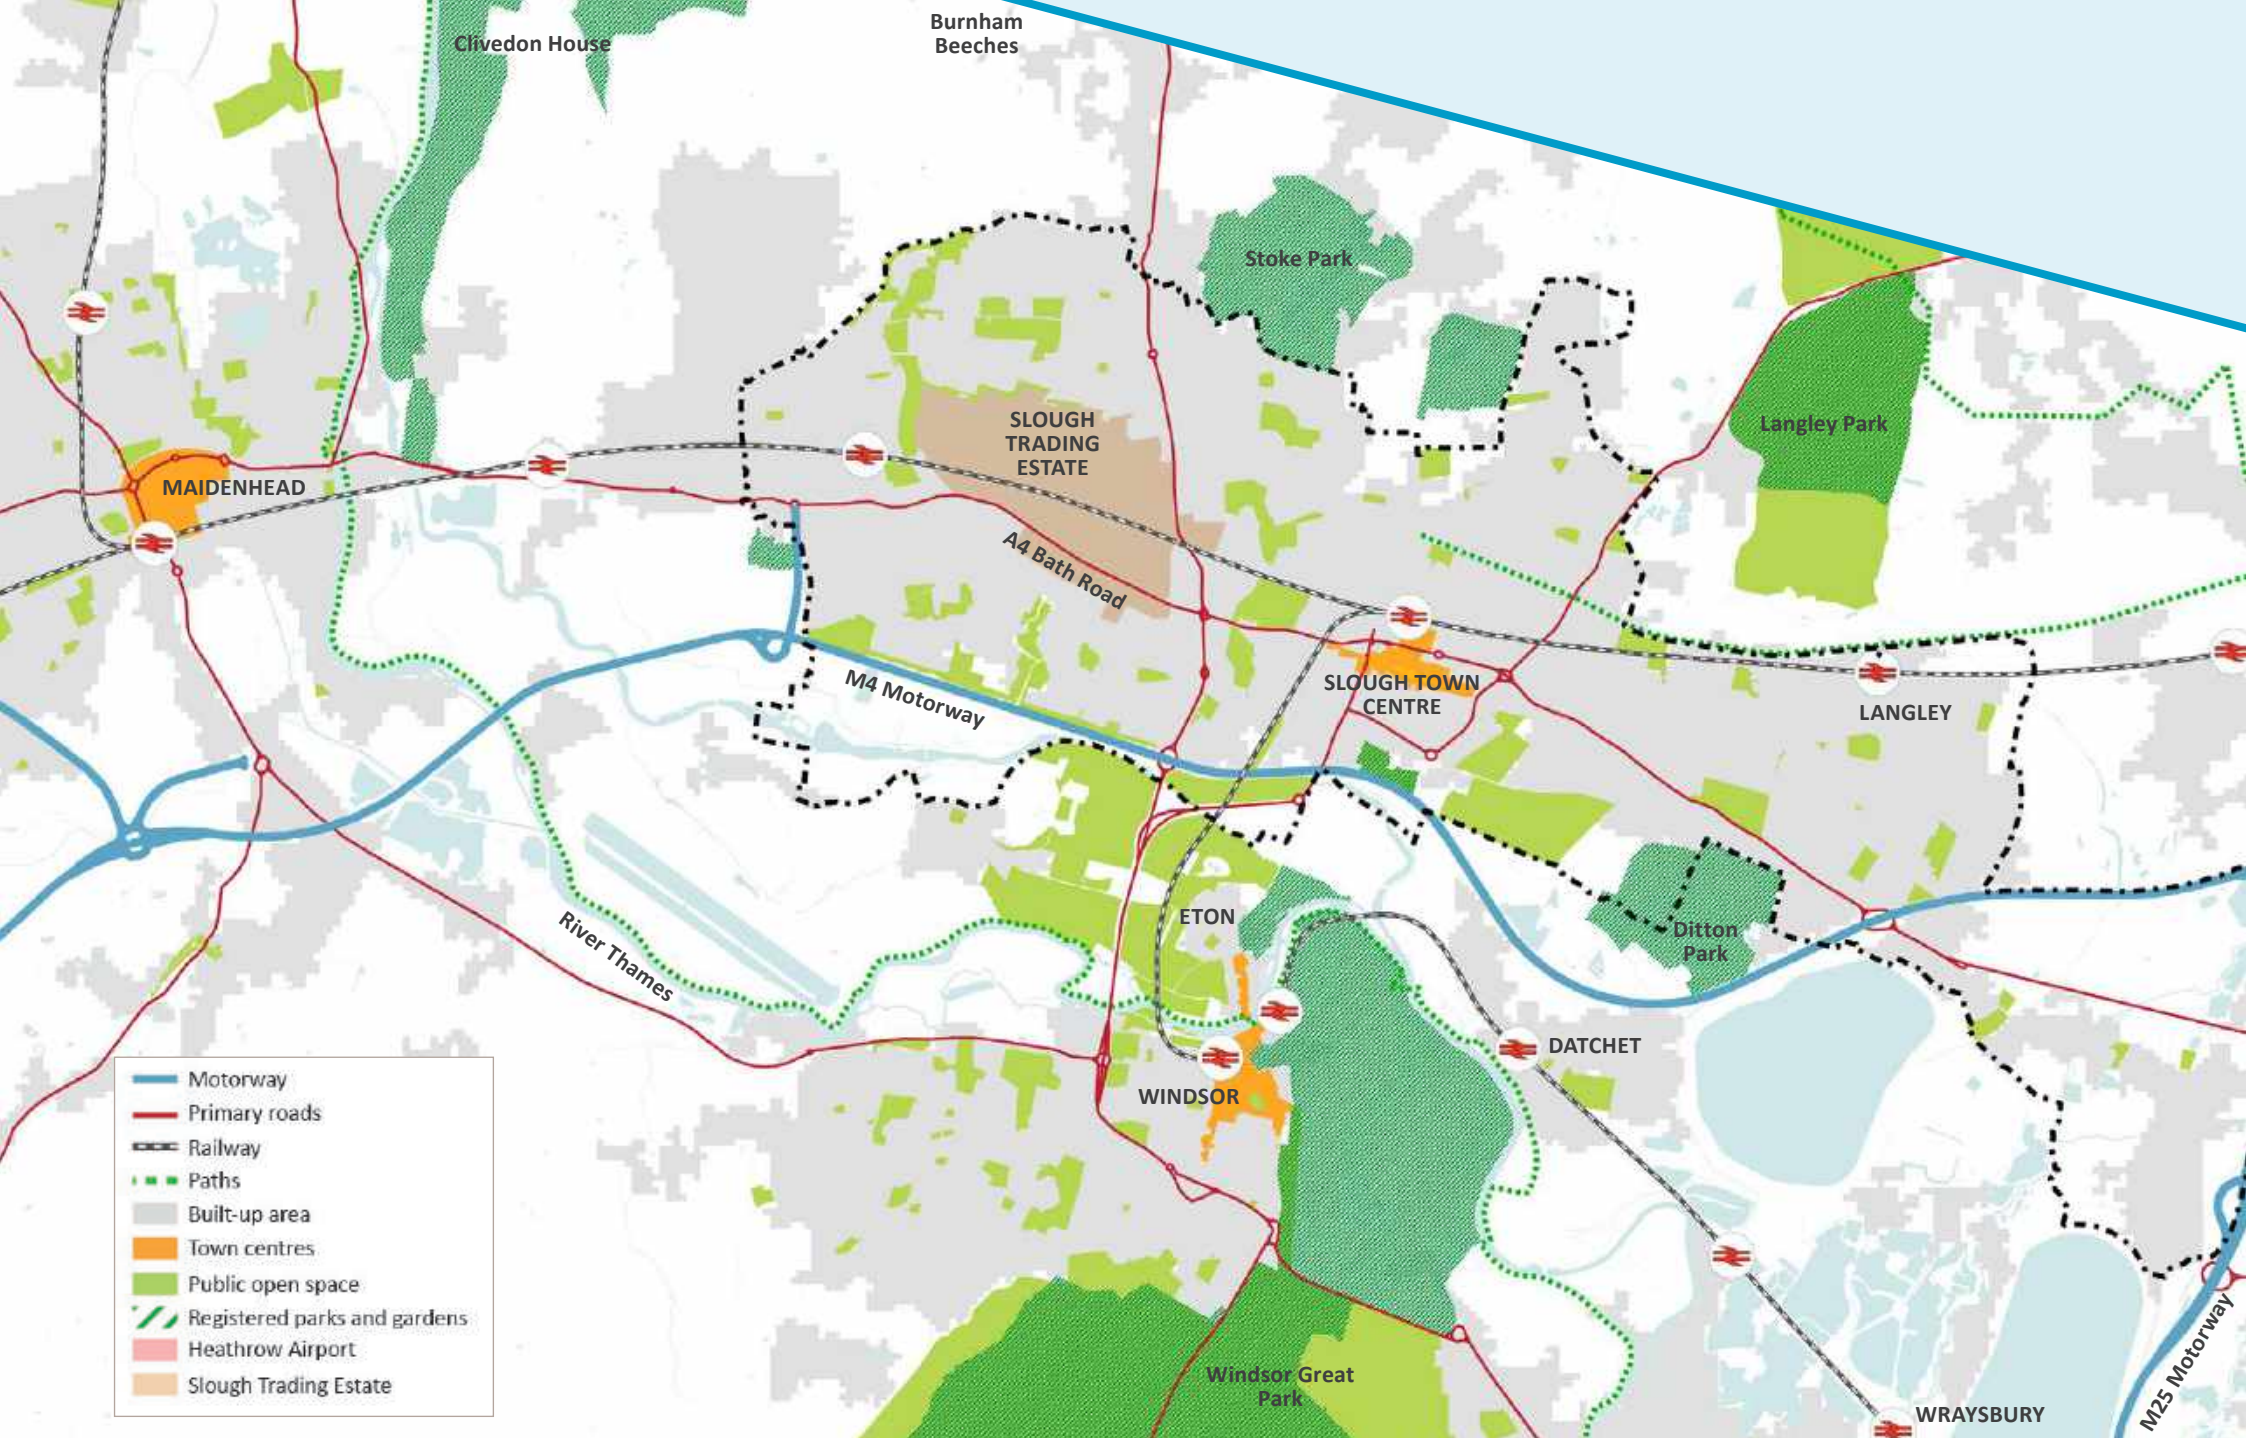 Burnham
Beeches
Clivedon House
Stoke Park
SLOUGH
TRADING
ESTATE
Langley Park
MAIDENHEAD
A4 Bath Road
M4 Motorway
SLOUGH TOWN
CENTRE
LANGLEY
ETON
River Thames
Ditton
Park
DATCHET
WINDSOR
Windsor Great
Park
WRAYSBURY
M25 Motorway
Motorway
Primary roads
Railway
Paths
Built-up area
Town centres
Public open space
Registered parks and gardens
Heathrow Airport
Slough Trading Estate